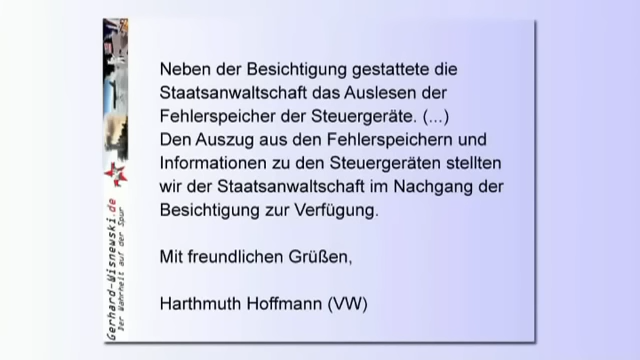 Neben der Besichtigung gestattete die
Staatsanwaltschaft das Auslesen der
Fehlerspeicher der Steuergeräte. (...)
Den Auszug aus den Fehlerspeichern und
Informationen zu den Steuergeräten stellten
wir der Staatsanwaltschaft im Nachgang der
Besichtigung zur Verfügung.
Mit freundlichen Grüßen,
Harthmuth Hoffmann (VW)
Gerhard-Wisnewski.de
Der Wahrheit auf der Spur